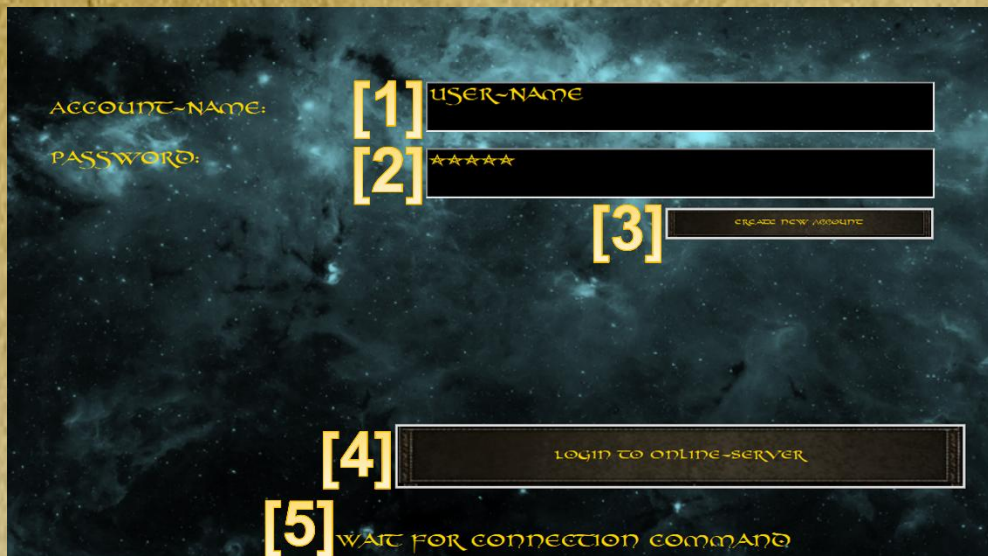 ACCOUNT-NAME: [1] USER-NAME
PASSWORD: [2] *****
[3] CREATE NEW ACCOUNT
[4] LOGIN TO ONLINE-SERVER
[5] WAIT FOR CONNECTION COMMAND